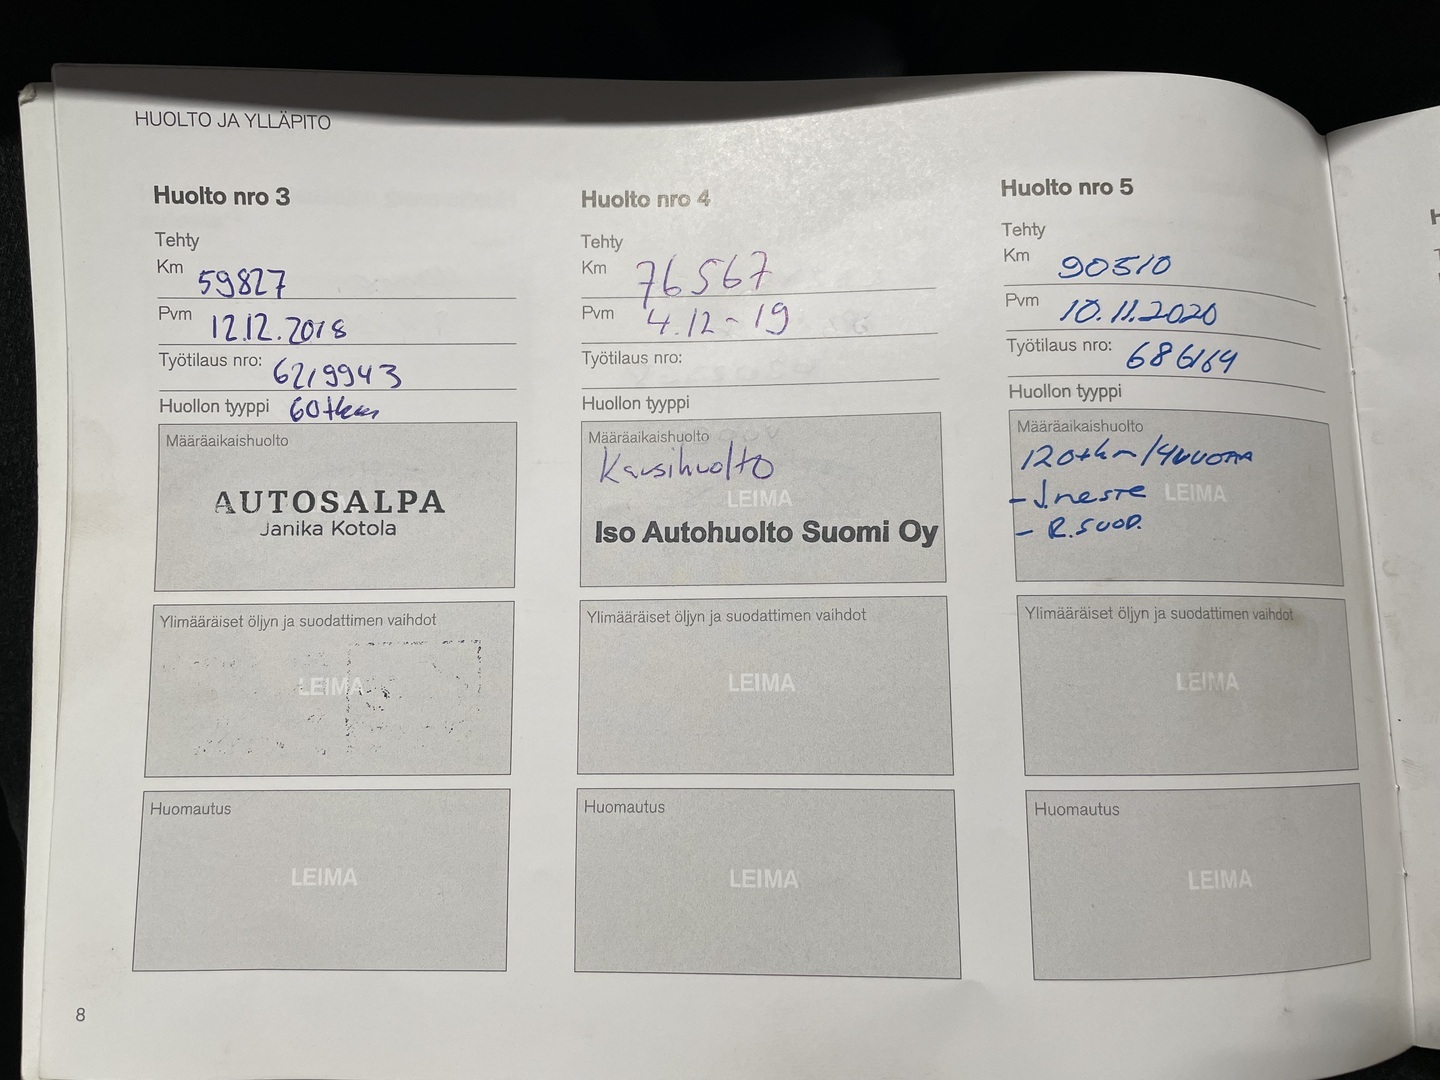 HUOLTO JA YLLÄPITO
Huolto nro 3
Tehty
Km 59827
Pvm 12.12.2018
Työtilaus nro: 6219943
Huollon tyyppi 60tkm
Määräaikaishuolto
AUTOSALPA
Janika Kotola
Ylimääräiset öljyn ja suodattimen vaihdot
LEIMA
Huomautus
LEIMA
Huolto nro 4
Tehty
Km 76567
Pvm 4.12-19
Työtilaus nro:
Huollon tyyppi
Määräaikaishuolto
Kausihuolto
LEIMA
Iso Autohuolto Suomi Oy
Ylimääräiset öljyn ja suodattimen vaihdot
LEIMA
Huomautus
LEIMA
Huolto nro 5
Tehty
Km 90510
Pvm 10.11.2020
Työtilaus nro: 686164
Huollon tyyppi
Määräaikaishuolto
120tkm/4vuotta
- J.neste LEIMA
- R.SUOD.
Ylimääräiset öljyn ja suodattimen vaihdot
LEIMA
Huomautus
LEIMA
8